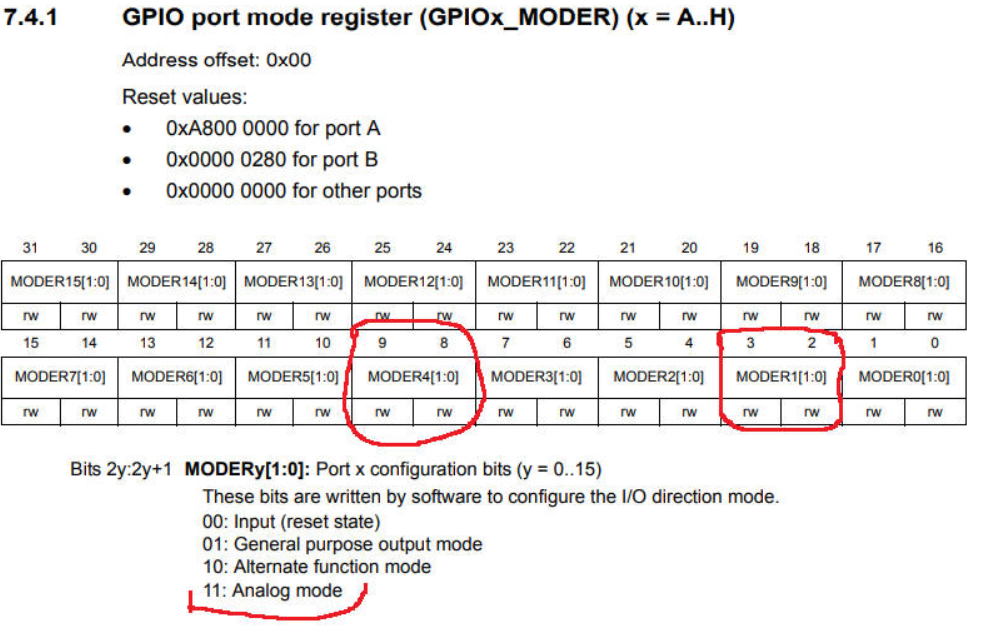 7.4.1 GPIO port mode register (GPIOx_MODER) (x = A..H)
Address offset: 0x00
Reset values:
• 0xA800 0000 for port A
• 0x0000 0280 for port B
• 0x0000 0000 for other ports
31 30 29 28 27 26 25 24 23 22 21 20 19 18 17 16
MODER15[1:0] MODER14[1:0] MODER13[1:0] MODER12[1:0] MODER11[1:0] MODER10[1:0] MODER9[1:0] MODER8[1:0]
rw rw rw rw rw rw rw rw rw rw rw rw rw rw rw rw
15 14 13 12 11 10 9 8 7 6 5 4 3 2 1 0
MODER7[1:0] MODER6[1:0] MODER5[1:0] MODER4[1:0] MODER3[1:0] MODER2[1:0] MODER1[1:0] MODER0[1:0]
rw rw rw rw rw rw rw rw rw rw rw rw rw rw rw rw
Bits 2y:2y+1 MODERy[1:0]: Port x configuration bits (y = 0..15)
These bits are written by software to configure the I/O direction mode.
00: Input (reset state)
01: General purpose output mode
10: Alternate function mode
11: Analog mode